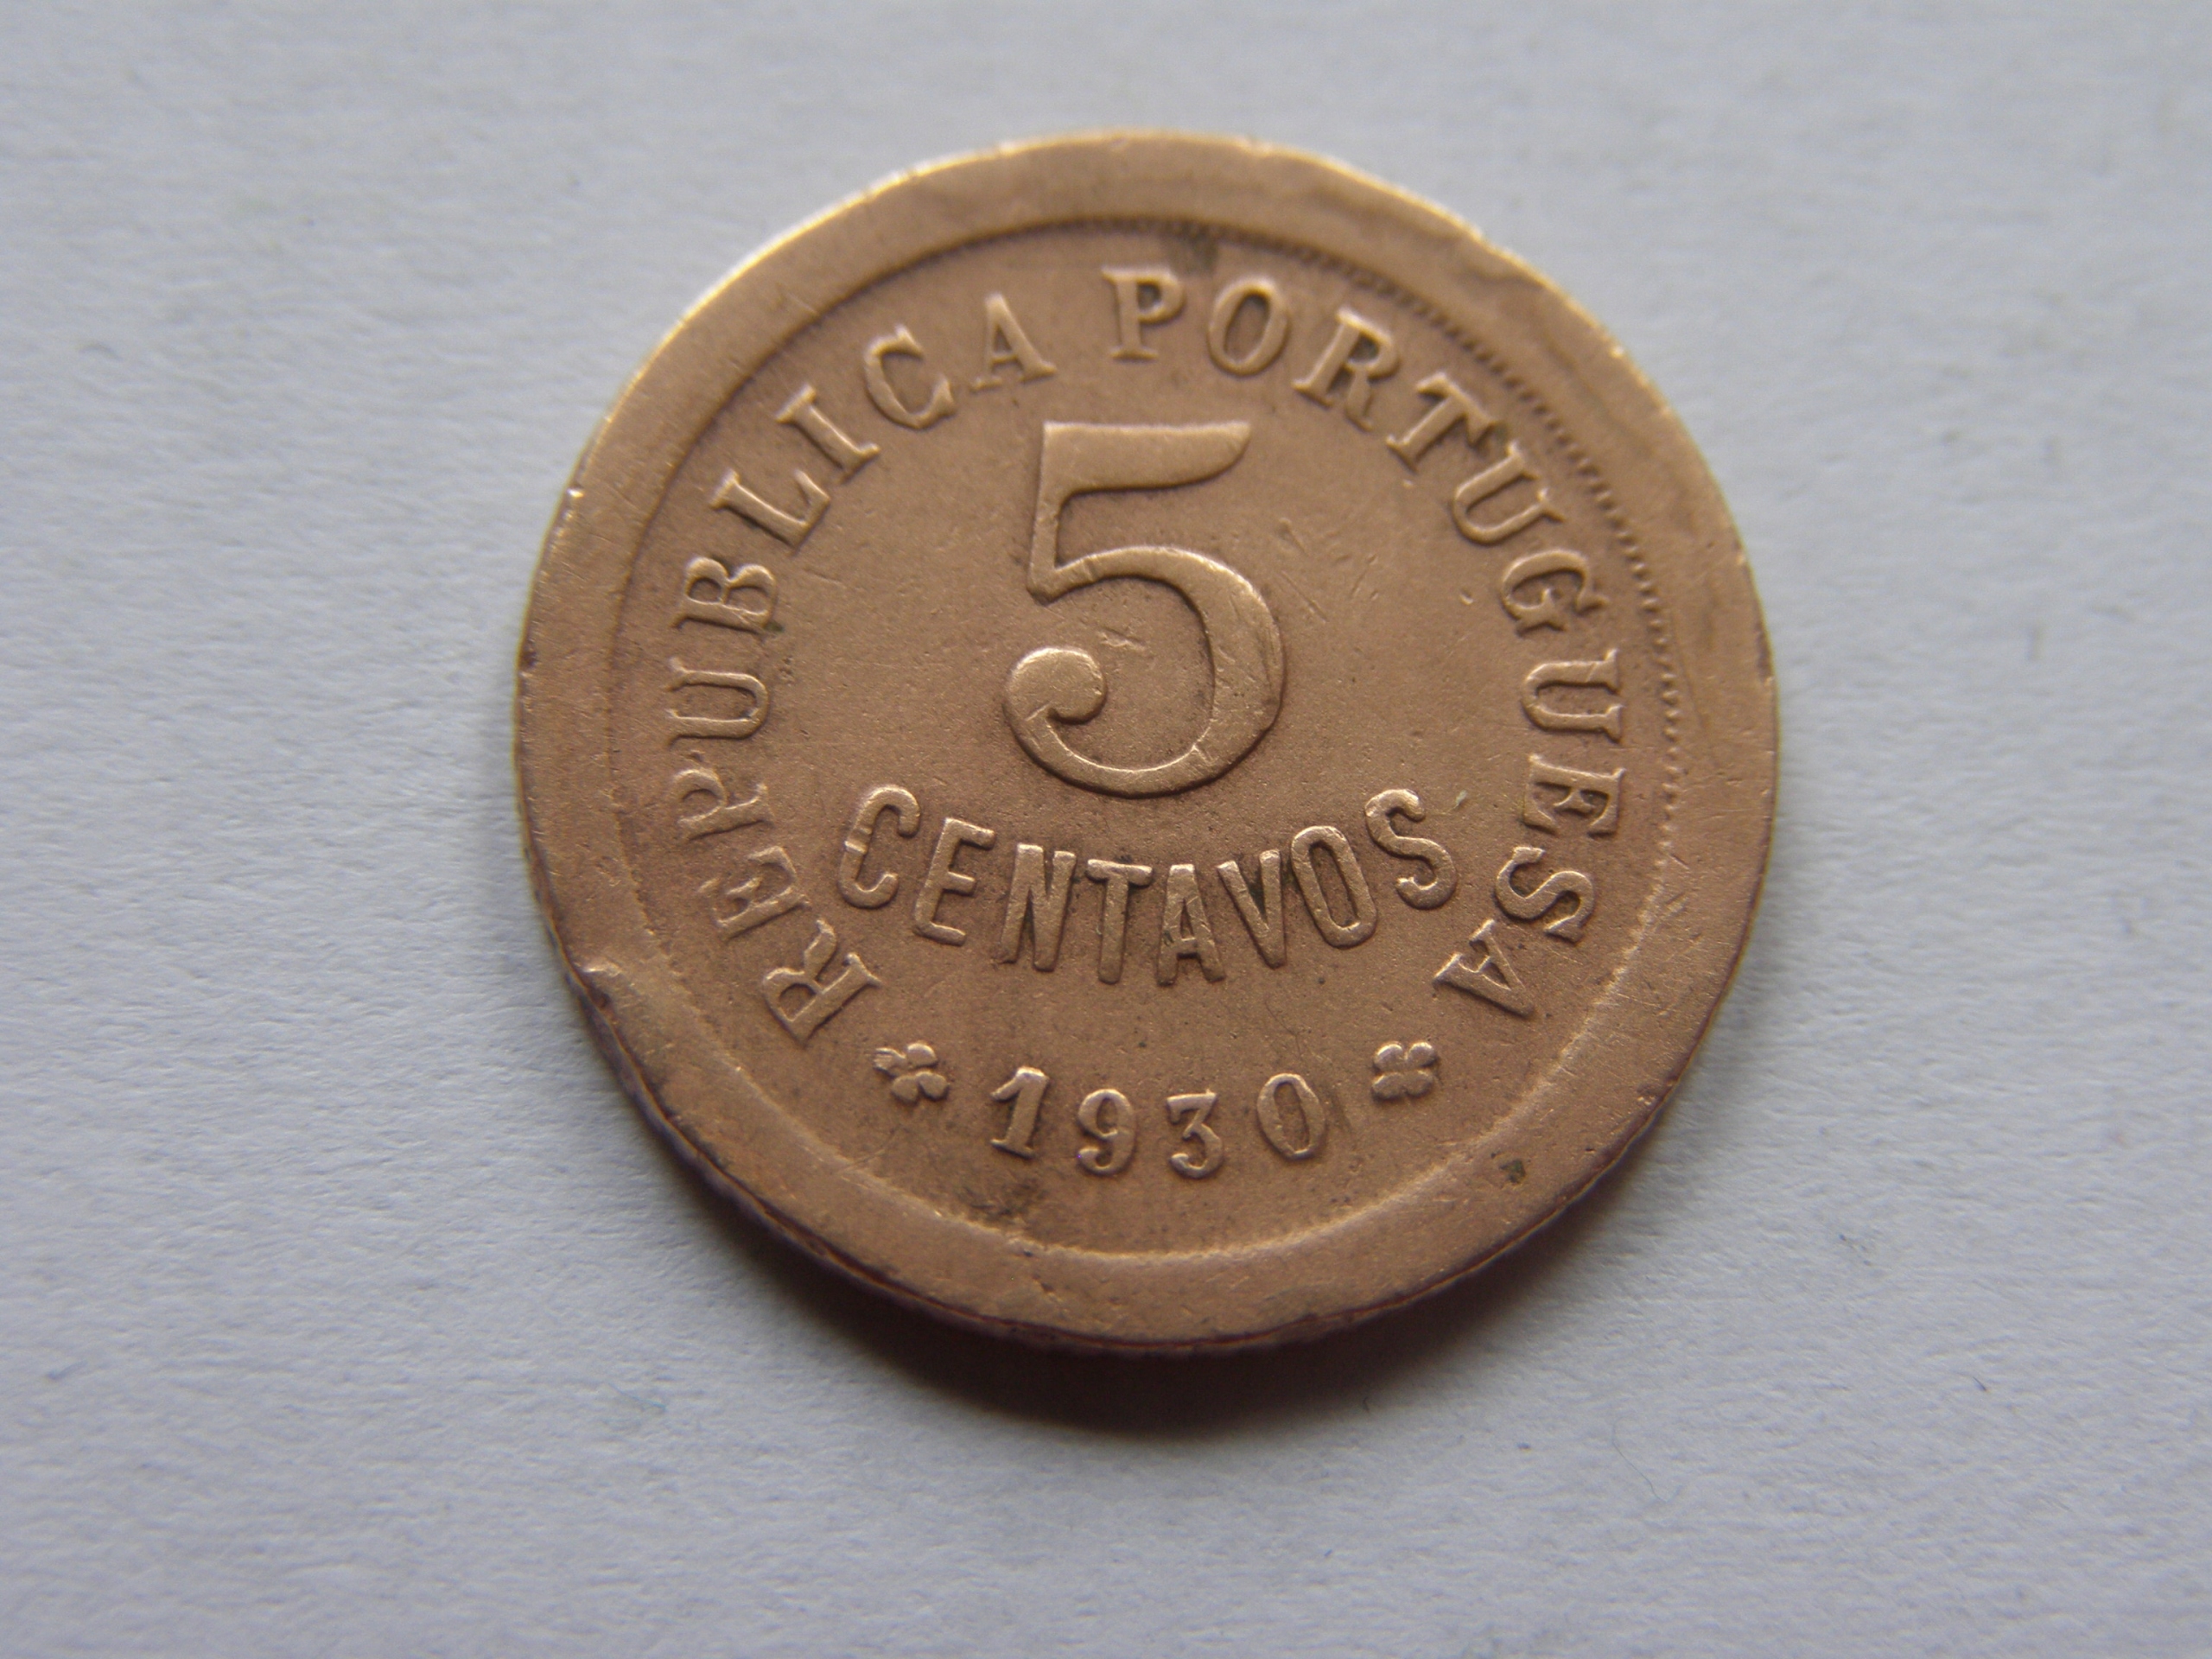 REPUBLICA PORTUGUESA
5
CENTAVOS
1930